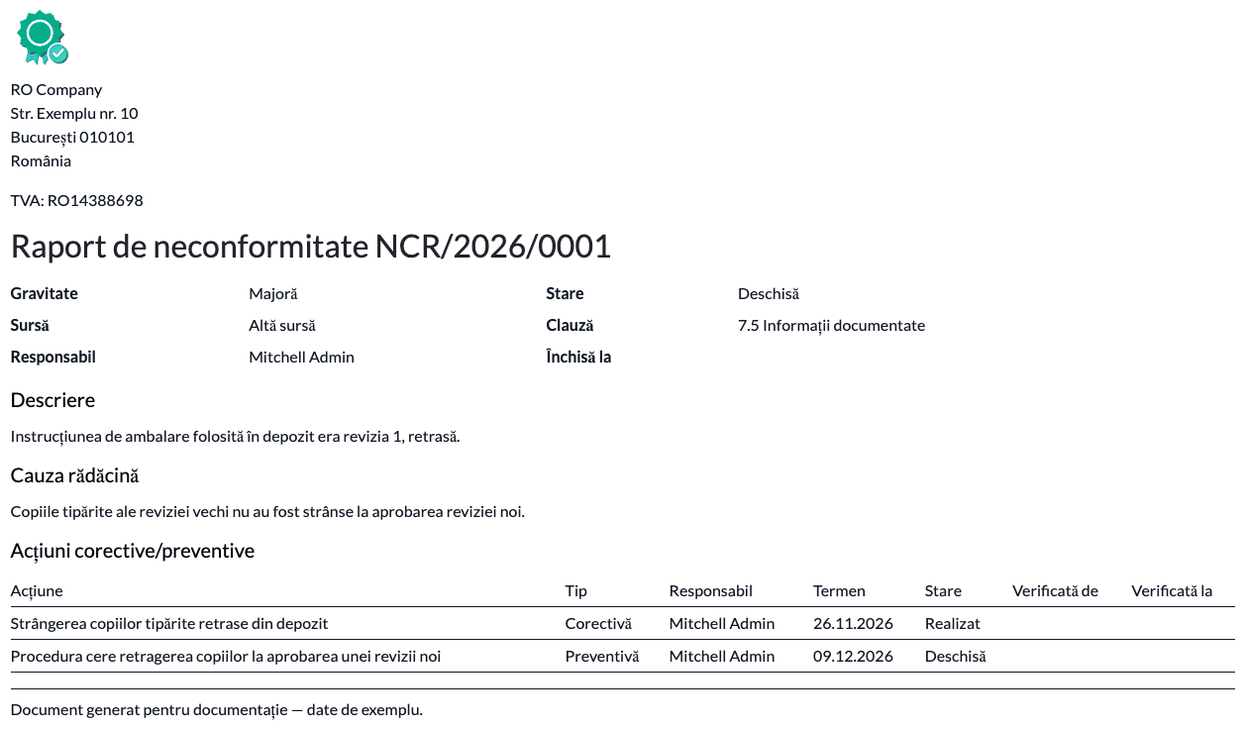 RO Company
Str. Exemplu nr. 10
București 010101
România
TVA: RO14388698
Raport de neconformitate NCR/2026/0001
Gravitate Majoră Stare Deschisă
Sursă Altă sursă Clauză 7.5 Informații documentate
Responsabil Mitchell Admin Închisă la
Descriere
Instrucțiunea de ambalare folosită în depozit era revizia 1, retrasă.
Cauza rădăcină
Copiile tipărite ale reviziei vechi nu au fost strânse la aprobarea reviziei noi.
Acțiuni corective/preventive
Acțiune Tip Responsabil Termen Stare Verificată de Verificată la
Strângerea copiilor tipărite retrase din depozit Corectivă Mitchell Admin 26.11.2026 Realizat
Procedura cere retragerea copiilor la aprobarea unei revizii noi Preventivă Mitchell Admin 09.12.2026 Deschisă
Document generat pentru documentație — date de exemplu.